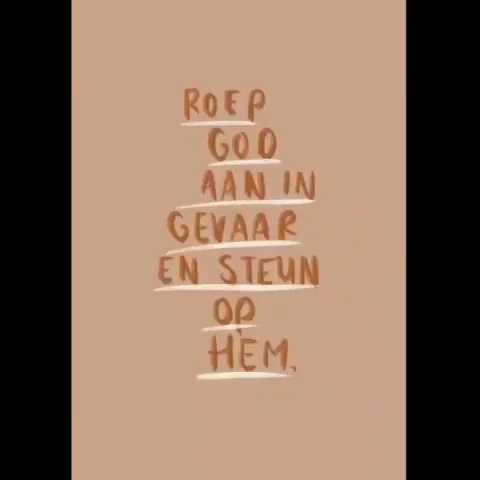 ROEP
GOD
AAN IN
GEVAAR
EN STEUN
OP
HEM.